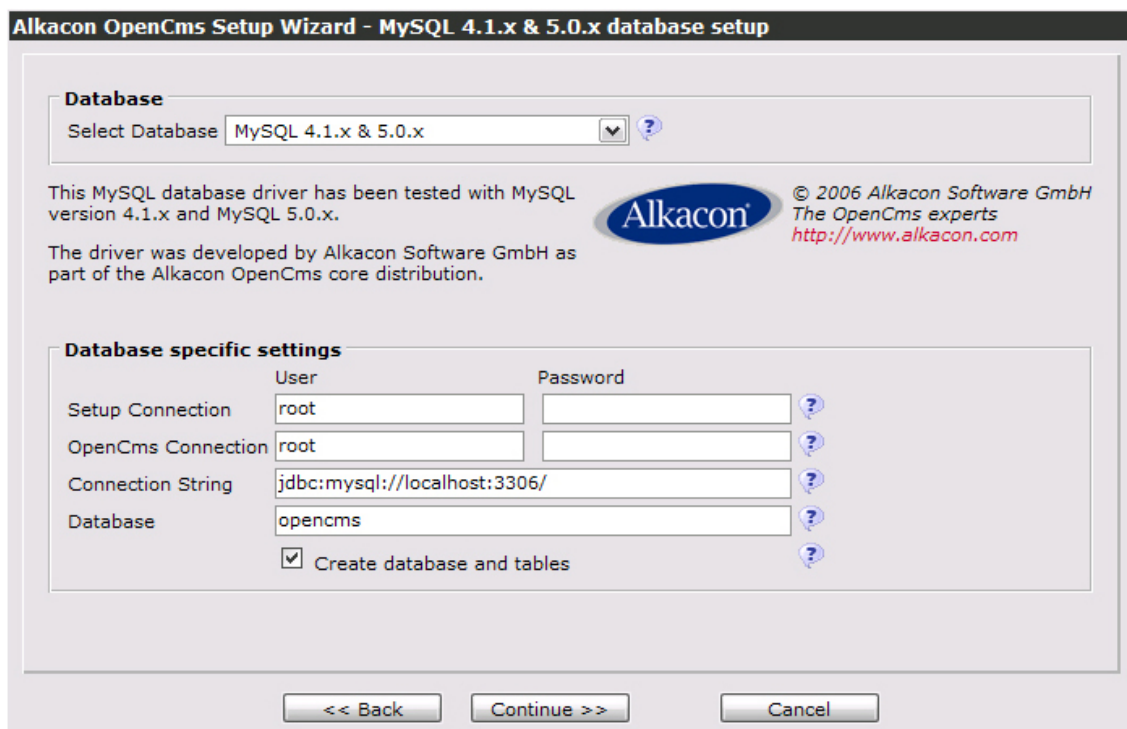 Alkacon OpenCms Setup Wizard - MySQL 4.1.x & 5.0.x database setup
Database
Select Database MySQL 4.1.x & 5.0.x ?
This MySQL database driver has been tested with MySQL
version 4.1.x and MySQL 5.0.x.
The driver was developed by Alkacon Software GmbH as
part of the Alkacon OpenCms core distribution.
Alkacon
© 2006 Alkacon Software GmbH
The OpenCms experts
http://www.alkacon.com
Database specific settings
User Password
Setup Connection root ?
OpenCms Connection root ?
Connection String jdbc:mysql://localhost:3306/ ?
Database opencms ?
Create database and tables ?
<< Back Continue >> Cancel